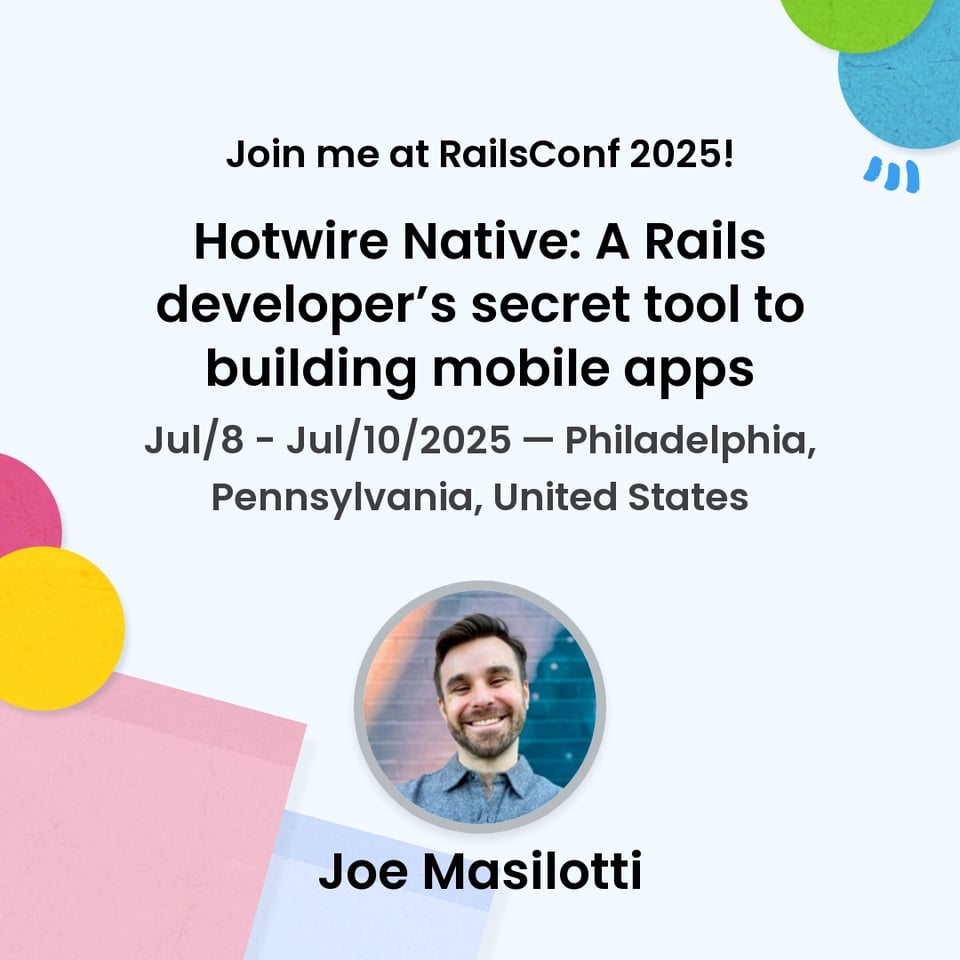 Join me at RailsConf 2025!
Hotwire Native: A Rails
developer’s secret tool to
building mobile apps
Jul/8 - Jul/10/2025 — Philadelphia,
Pennsylvania, United States
Joe Masilotti